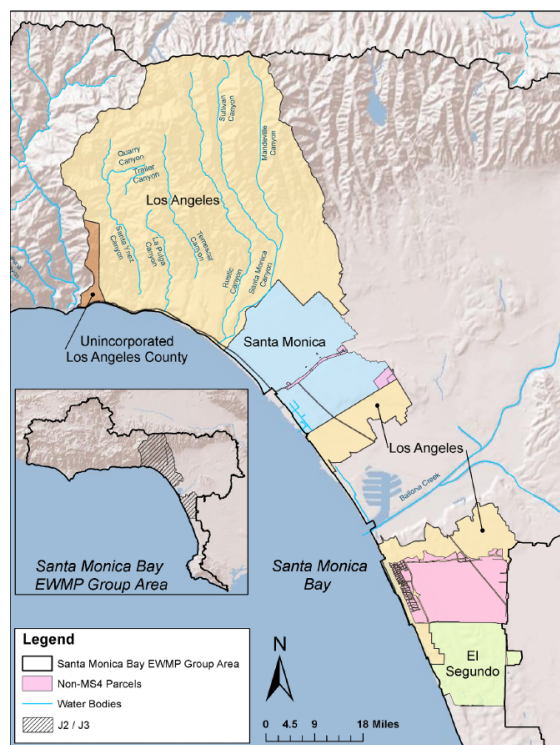 Sullivan
Canyon
Mandeville
Canyon
Quarry
Canyon
Trailer
Canyon
Los Angeles
Santa Ynez
Canyon
La Pulga
Canyon
Temescal
Canyon
Rustic
Canyon
Santa Monica
Canyon
Unincorporated
Los Angeles County
Santa Monica
Los Angeles
Ballona Creek
Santa Monica Bay
EWMP Group Area
Santa Monica
Bay
El
Segundo
Legend
Santa Monica Bay EWMP Group Area
Non-MS4 Parcels
Water Bodies
J2 / J3
N
0 4.5 9 18 Miles